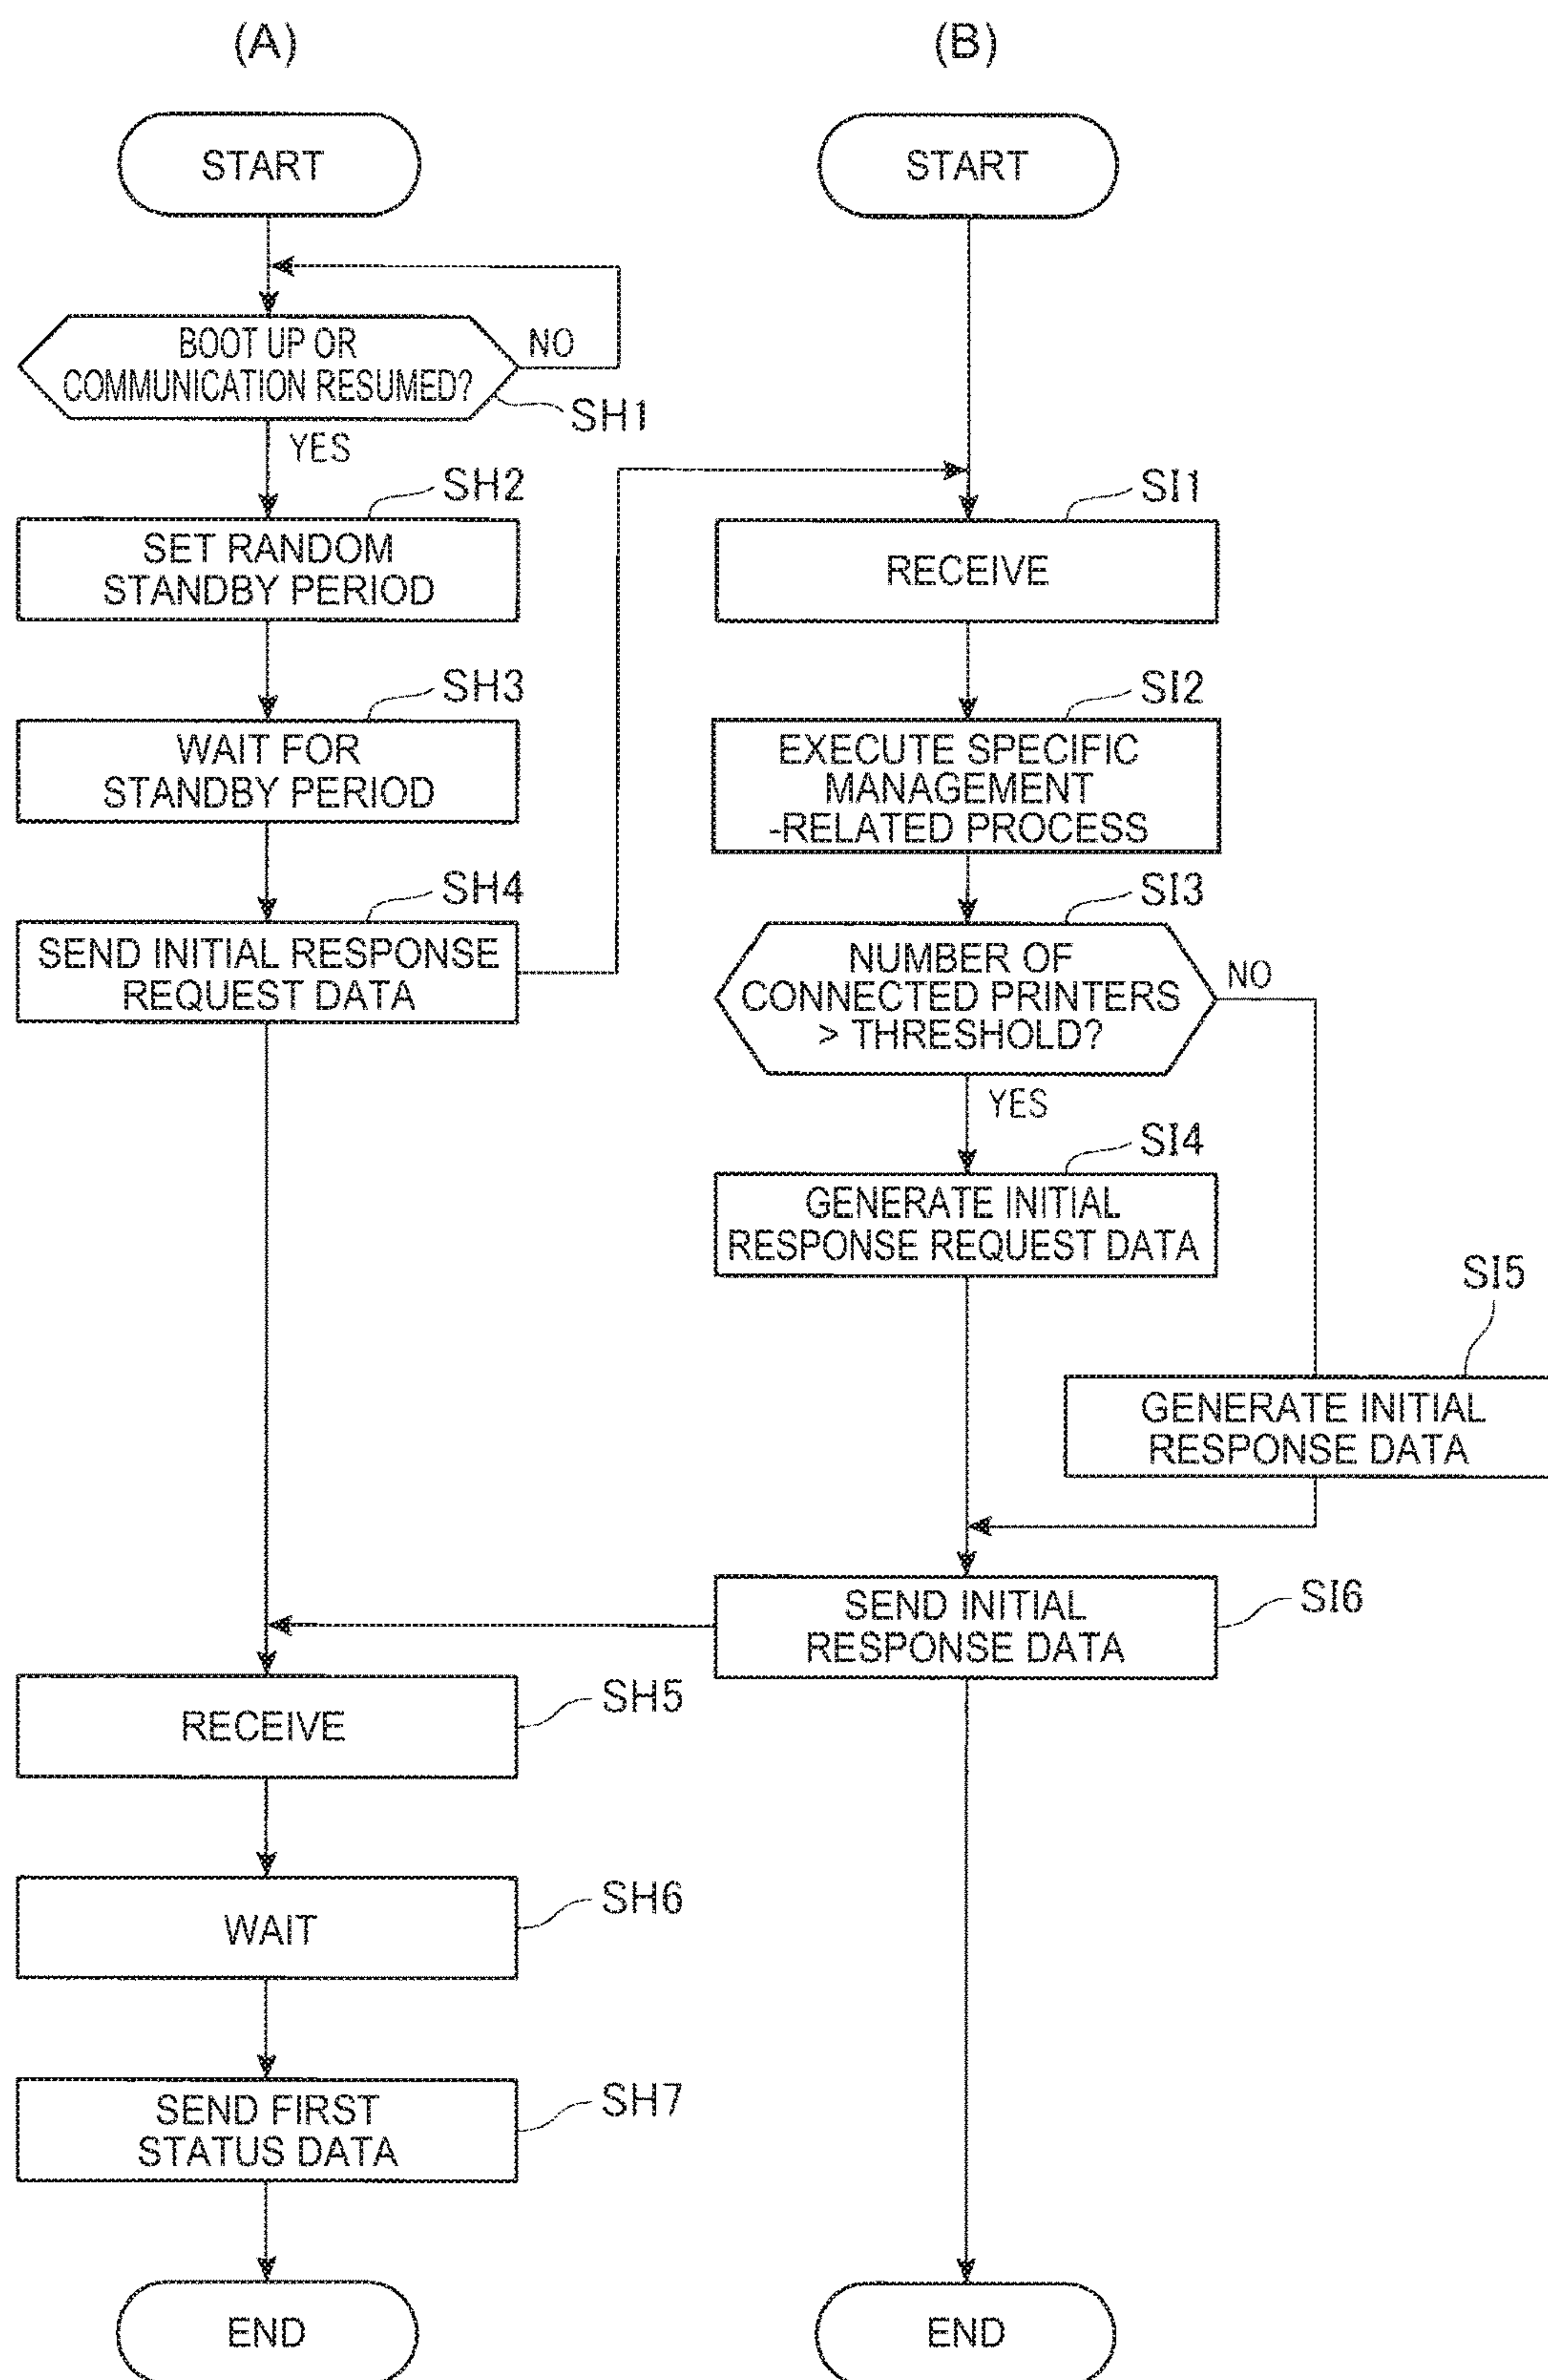 (A)
START
BOOT UP OR
COMMUNICATION RESUMED?
NO
SH1
YES
SH2
SET RANDOM
STANDBY PERIOD
SH3
WAIT FOR
STANDBY PERIOD
SH4
SEND INITIAL RESPONSE
REQUEST DATA
SH5
RECEIVE
SH6
WAIT
SH7
SEND FIRST
STATUS DATA
END
(B)
START
SI1
RECEIVE
SI2
EXECUTE SPECIFIC
MANAGEMENT
-RELATED PROCESS
SI3
NUMBER OF
CONNECTED PRINTERS
> THRESHOLD?
NO
YES
SI4
GENERATE INITIAL
RESPONSE REQUEST DATA
SI5
GENERATE INITIAL
RESPONSE DATA
SI6
SEND INITIAL
RESPONSE DATA
END